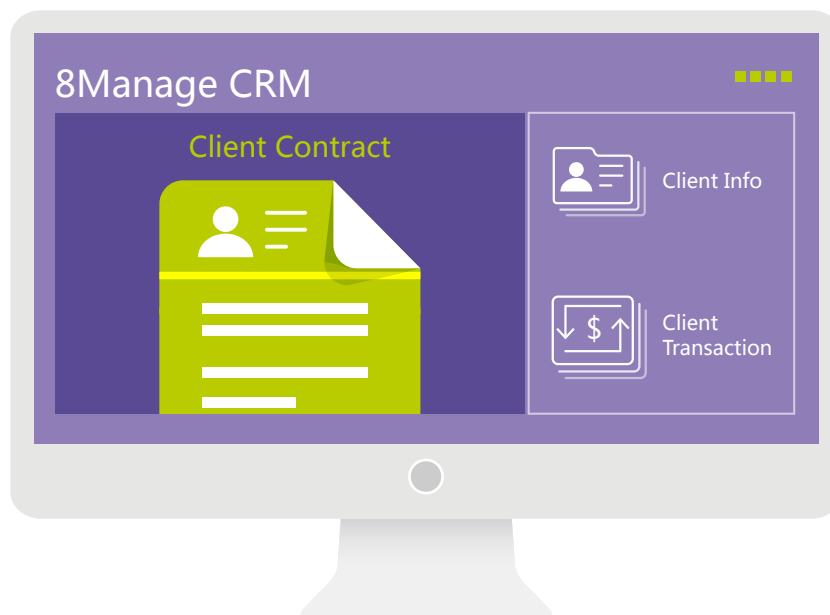 8Manage CRM
Client Contract
Client Info
$
Client
Transaction